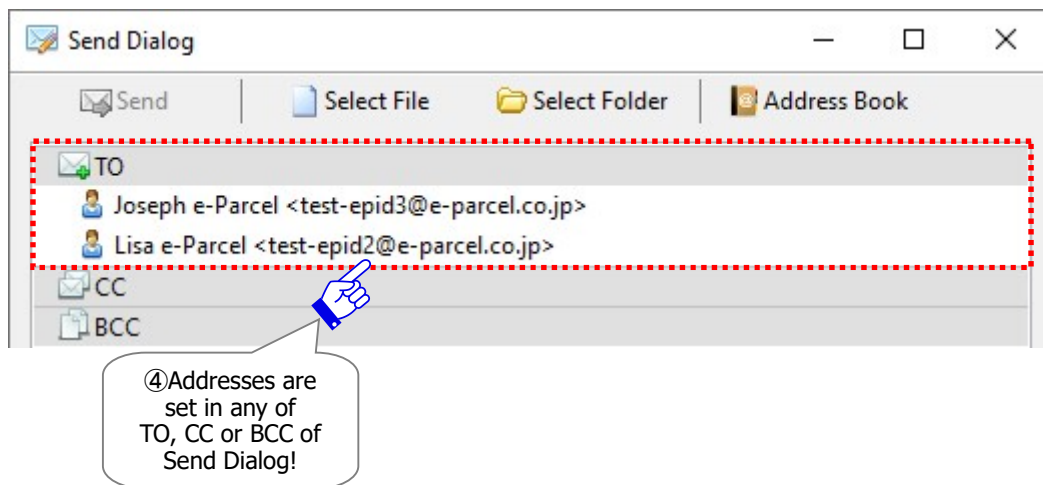 Send Dialog
Send Select File Select Folder Address Book
TO
Joseph e-Parcel <test-epid3@e-parcel.co.jp>
Lisa e-Parcel <test-epid2@e-parcel.co.jp>
CC
BCC
④Addresses are
set in any of
TO, CC or BCC of
Send Dialog!